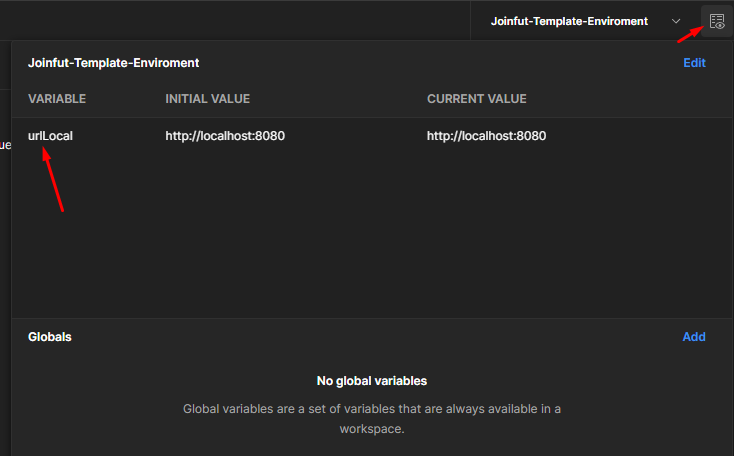 Joinfut-Template-Enviroment
Joinfut-Template-Enviroment Edit
VARIABLE INITIAL VALUE CURRENT VALUE
ue
urlLocal http://localhost:8080 http://localhost:8080
Globals Add
No global variables
Global variables are a set of variables that are always available in a
workspace.